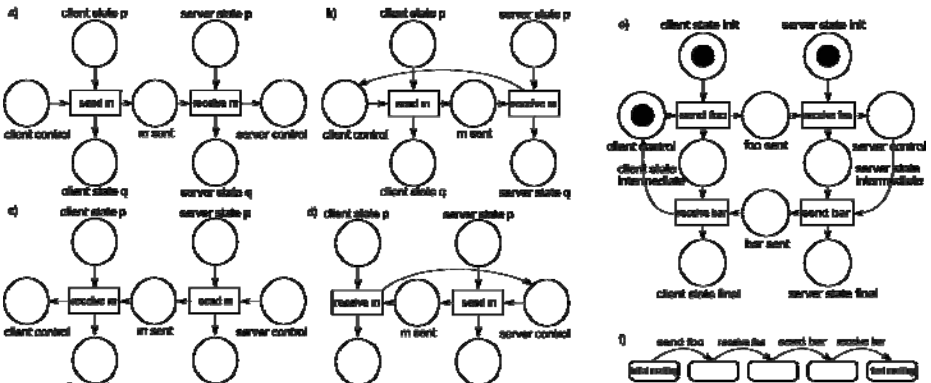 a)
client state p
server state p
send m
receive m
client control
m sent
server control
client state q
server state q
b)
client state p
server state p
send m
receive m
client control
m sent
client state q
server state q
c)
client state p
server state p
receive m
send m
client control
m sent
server control
d)
client state p
server state p
receive m
send m
m sent
server control
e)
client state init
server state init
send foo
receive foo
client control
foo sent
server control
client state
intermediate
server state
intermediate
receive bar
send bar
bar sent
client state final
server state final
f)
send foo
receive foo
send bar
receive bar
initial marking
final marking